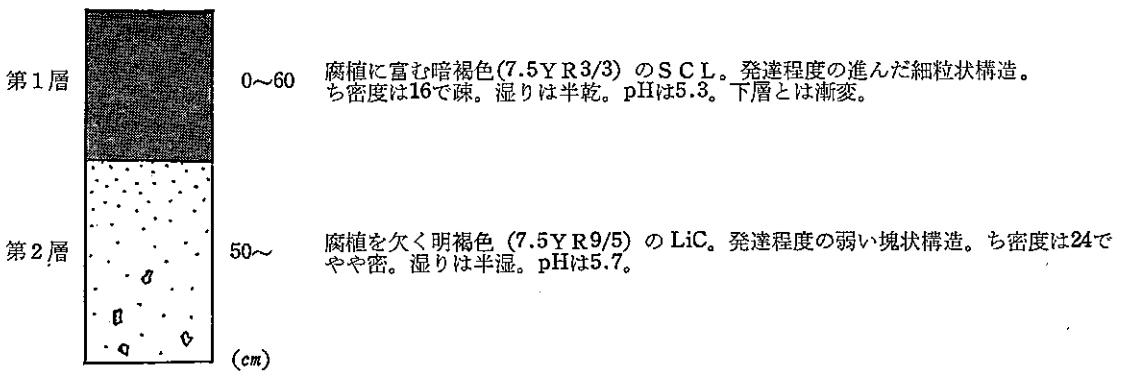 第1層
0〜60
腐植に富む暗褐色(7.5YR3/3)のSCL。発達程度の進んだ細粒状構造。
ち密度は16で疎。湿りは半乾。pHは5.3。下層とは漸変。
第2層
50〜
腐植を欠く明褐色(7.5YR9/5)のLiC。発達程度の弱い塊状構造。ち密度は24で
やや密。湿りは半湿。pHは5.7。
(cm)